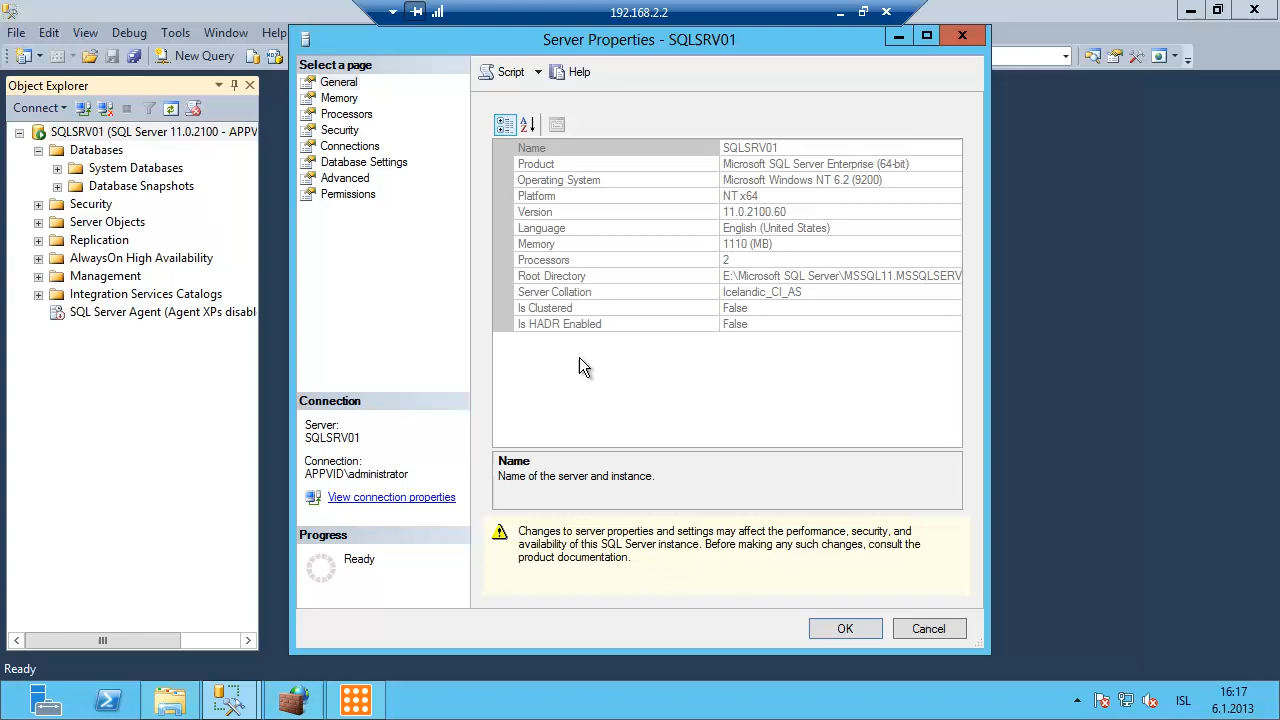 192.168.2.2
File Edit View Debug Tools Window Help
New Query
Object Explorer
Connect
SQLSRV01 (SQL Server 11.0.2100 - APPV
Databases
System Databases
Database Snapshots
Security
Server Objects
Replication
AlwaysOn High Availability
Management
Integration Services Catalogs
SQL Server Agent (Agent XPs disabl
Ready
Server Properties - SQLSRV01
Select a page
General
Memory
Processors
Security
Connections
Database Settings
Advanced
Permissions
Connection
Server:
SQLSRV01
Connection:
APPVID\administrator
View connection properties
Progress
Ready
Script Help
Name SQLSRV01
Product Microsoft SQL Server Enterprise (64-bit)
Operating System Microsoft Windows NT 6.2 (9200)
Platform NT x64
Version 11.0.2100.60
Language English (United States)
Memory 1110 (MB)
Processors 2
Root Directory E:\Microsoft SQL Server\MSSQL11.MSSQLSERV
Server Collation Icelandic_CI_AS
Is Clustered False
Is HADR Enabled False
Name
Name of the server and instance.
Changes to server properties and settings may affect the performance, security, and
availability of this SQL Server instance. Before making any such changes, consult the
product documentation.
OK Cancel
ISL
16:17
6.1.2013